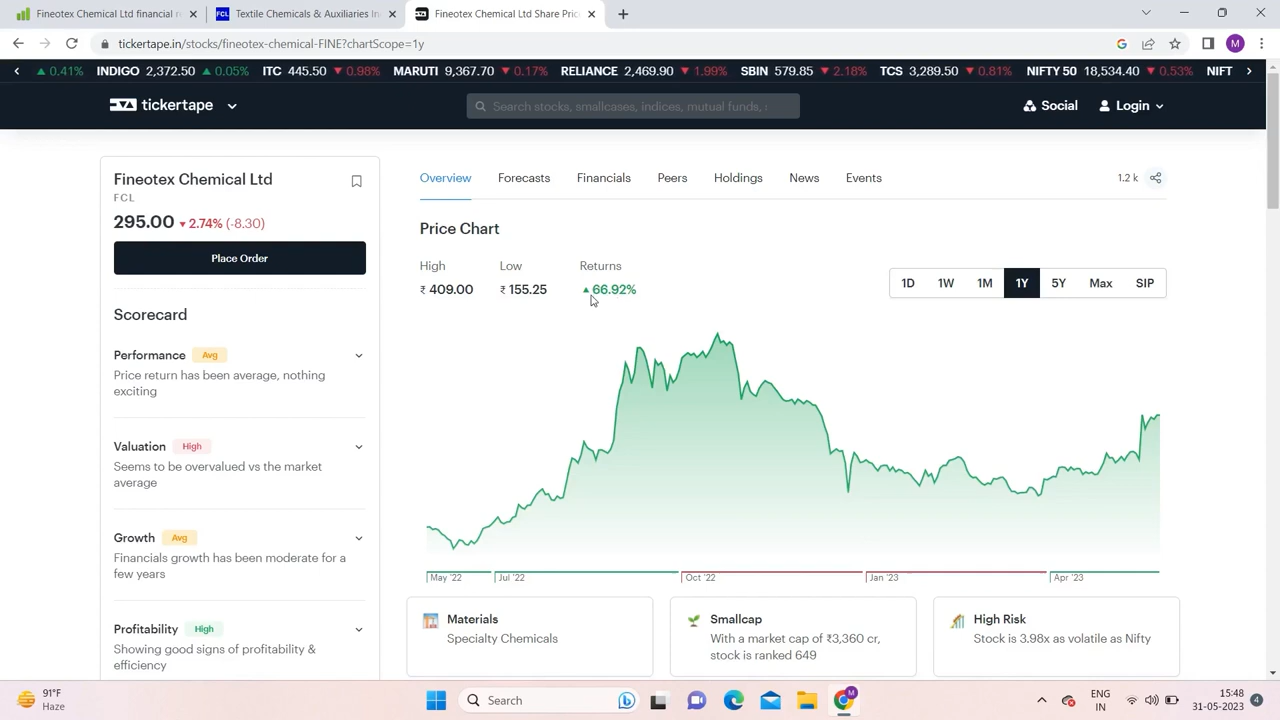 Fineotex Chemical Ltd financial r
Textile Chemicals & Auxiliaries In
Fineotex Chemical Ltd Share Pric
tickertape.in/stocks/fineotex-chemical-FINE?chartScope=1y
M
0.41% INDIGO 2,372.50 0.05% ITC 445.50 0.98% MARUTI 9,367.70 0.17% RELIANCE 2,469.90 1.99% SBIN 579.85 2.18% TCS 3,289.50 0.81% NIFTY 50 18,534.40 0.53% NIFT
tickertape
Search stocks, smallcases, indices, mutual funds, :
Social
Login
Fineotex Chemical Ltd
FCL
295.00 2.74% (-8.30)
Place Order
Scorecard
Performance Avg
Price return has been average, nothing
exciting
Valuation High
Seems to be overvalued vs the market
average
Growth Avg
Financials growth has been moderate for a
few years
Profitability High
Showing good signs of profitability &
efficiency
Overview Forecasts Financials Peers Holdings News Events
1.2 k
Price Chart
High Low Returns
₹ 409.00 ₹ 155.25 66.92%
1D 1W 1M 1Y 5Y Max SIP
May '22 Jul '22 Oct '22 Jan '23 Apr '23
Materials
Specialty Chemicals
Smallcap
With a market cap of ₹3,360 cr,
stock is ranked 649
High Risk
Stock is 3.98x as volatile as Nifty
91°F
Haze
Search
ENG
IN
15:48
31-05-2023
4